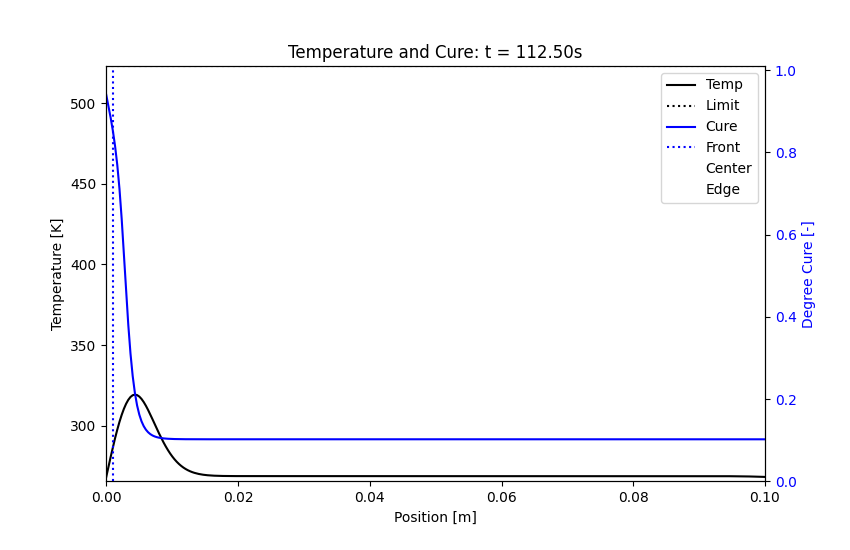 Temperature and Cure: t = 112.50s
Temp
Limit
Cure
Front
Center
Edge
500
450
400
350
300
Temperature [K]
1.0
0.8
0.6
0.4
0.2
0.0
Degree Cure [-]
0.00 0.02 0.04 0.06 0.08 0.10
Position [m]